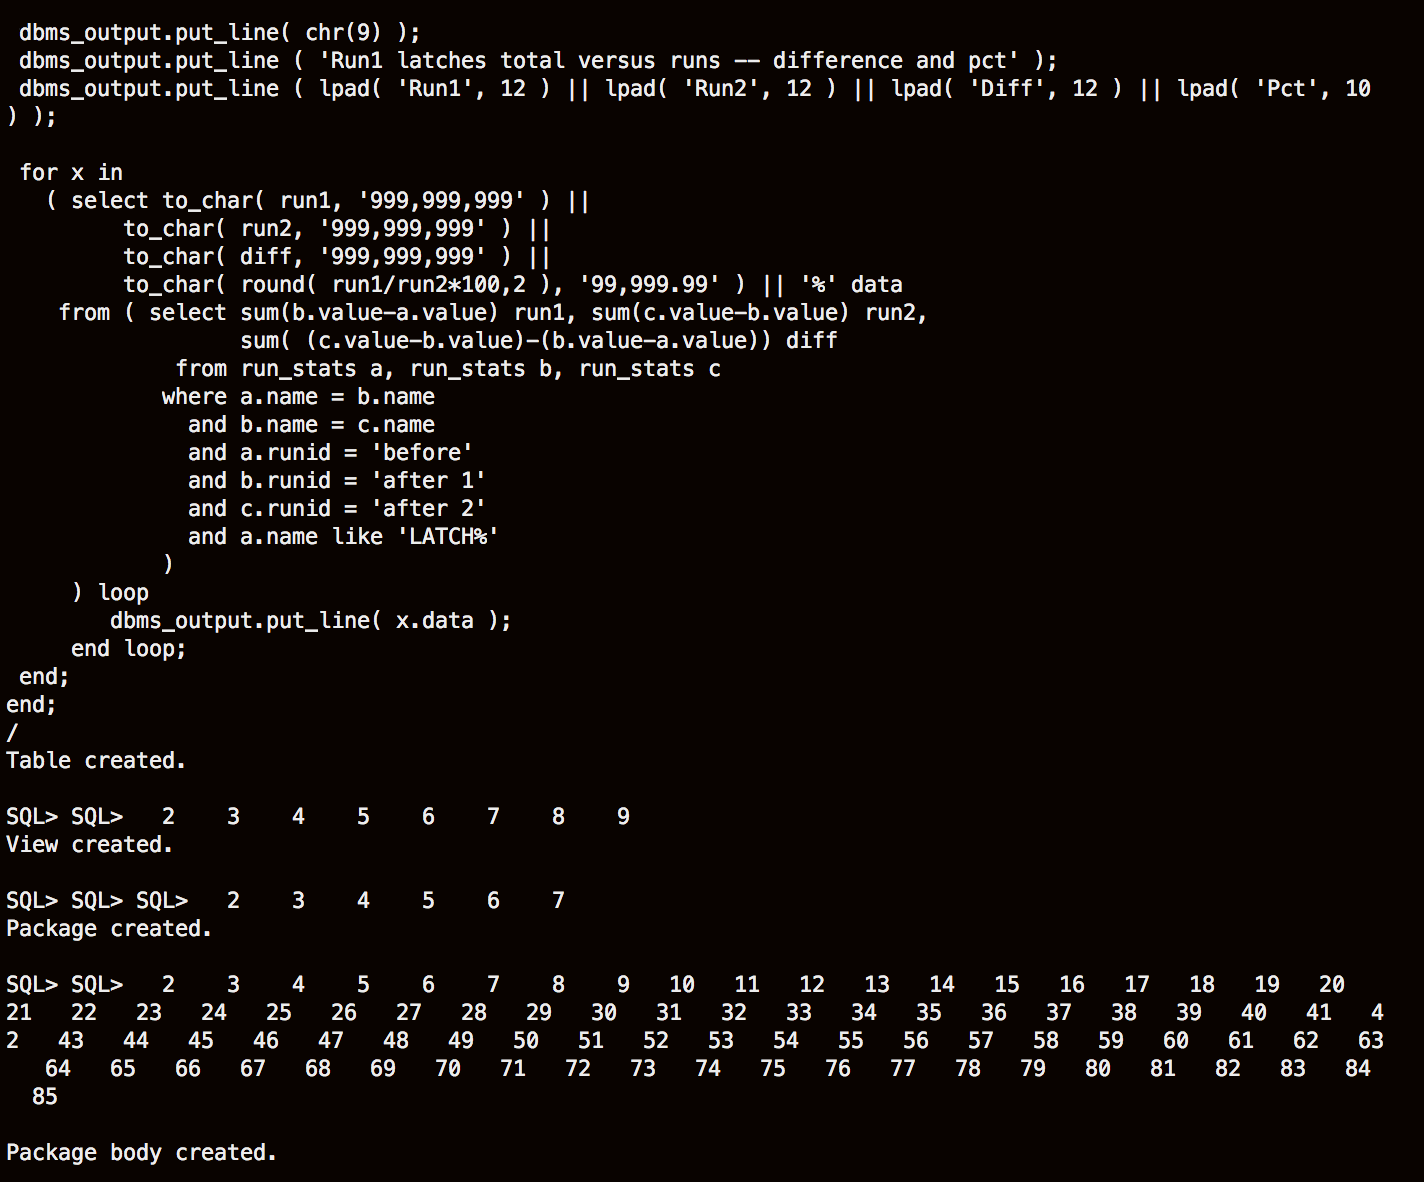 dbms_output.put_line( chr(9) );
dbms_output.put_line ( 'Run1 latches total versus runs -- difference and pct' );
dbms_output.put_line ( lpad( 'Run1', 12 ) || lpad( 'Run2', 12 ) || lpad( 'Diff', 12 ) || lpad( 'Pct', 10
) );
for x in
( select to_char( run1, '999,999,999' ) ||
to_char( run2, '999,999,999' ) ||
to_char( diff, '999,999,999' ) ||
to_char( round( run1/run2*100,2 ), '99,999.99' ) || '%' data
from ( select sum(b.value-a.value) run1, sum(c.value-b.value) run2,
sum( (c.value-b.value)-(b.value-a.value)) diff
from run_stats a, run_stats b, run_stats c
where a.name = b.name
and b.name = c.name
and a.runid = 'before'
and b.runid = 'after 1'
and c.runid = 'after 2'
and a.name like 'LATCH%'
)
) loop
dbms_output.put_line( x.data );
end loop;
end;
end;
/
Table created.
SQL> SQL>   2    3    4    5    6    7    8    9
View created.
SQL> SQL> SQL>   2    3    4    5    6    7
Package created.
SQL> SQL>   2    3    4    5    6    7    8    9   10   11   12   13   14   15   16   17   18   19   20
21   22   23   24   25   26   27   28   29   30   31   32   33   34   35   36   37   38   39   40   41   4
2   43   44   45   46   47   48   49   50   51   52   53   54   55   56   57   58   59   60   61   62   63
64   65   66   67   68   69   70   71   72   73   74   75   76   77   78   79   80   81   82   83   84
85
Package body created.